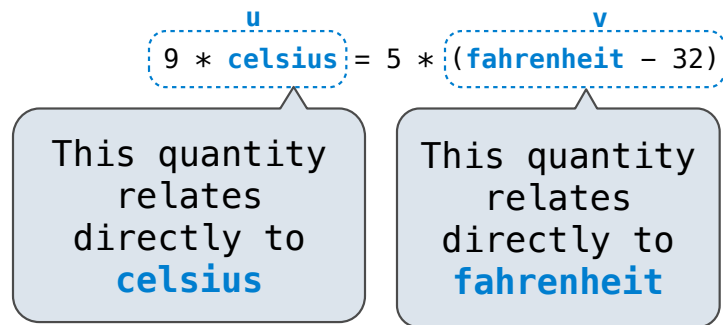 u v
9 * celsius = 5 * (fahrenheit − 32)
This quantity
relates
directly to
celsius
This quantity
relates
directly to
fahrenheit